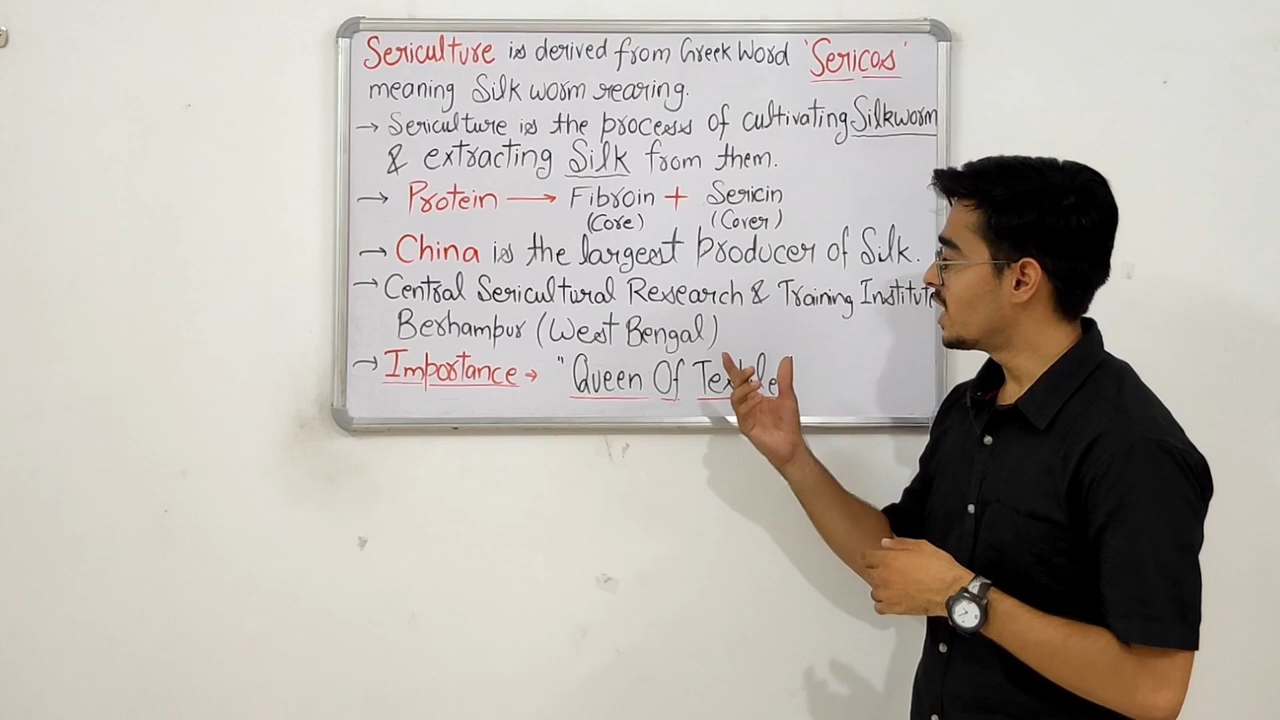 Sericulture is derived from Greek Word 'Sericos'
meaning Silk worm rearing.
→ Sericulture is the process of cultivating Silkworm
& extracting Silk from them.
→ Protein → Fibroin + Sericin
(Core) (Cover)
→ China is the largest producer of Silk.
→ Central Sericultural Research & Training Institute
Berhampur (West Bengal)
→ Importance → "Queen Of